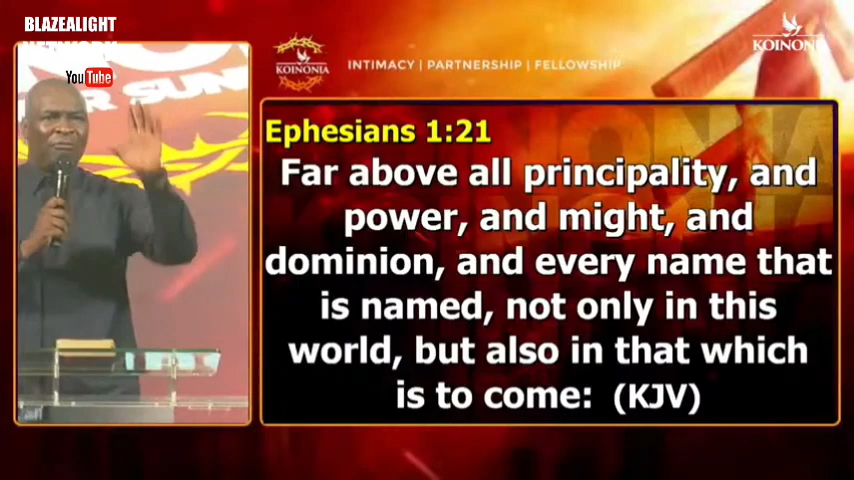 BLAZEALIGHT
NETWORK
YouTube
KOINONIA
INTIMACY | PARTNERSHIP | FELLOWSHIP
KOINONIA
Ephesians 1:21
Far above all principality, and
power, and might, and
dominion, and every name that
is named, not only in this
world, but also in that which
is to come: (KJV)